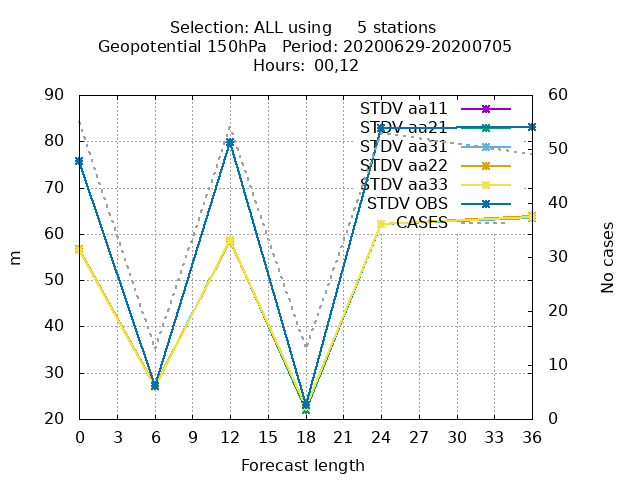 Selection: ALL using     5 stations
Geopotential 150hPa   Period: 20200629-20200705
Hours:  00,12
90
80
70
60
50
40
30
20
60
50
40
30
20
10
0
STDV aa11
STDV aa21
STDV aa31
STDV aa22
STDV aa33
STDV OBS
CASES
m
No cases
0 3 6 9 12 15 18 21 24 27 30 33 36
Forecast length